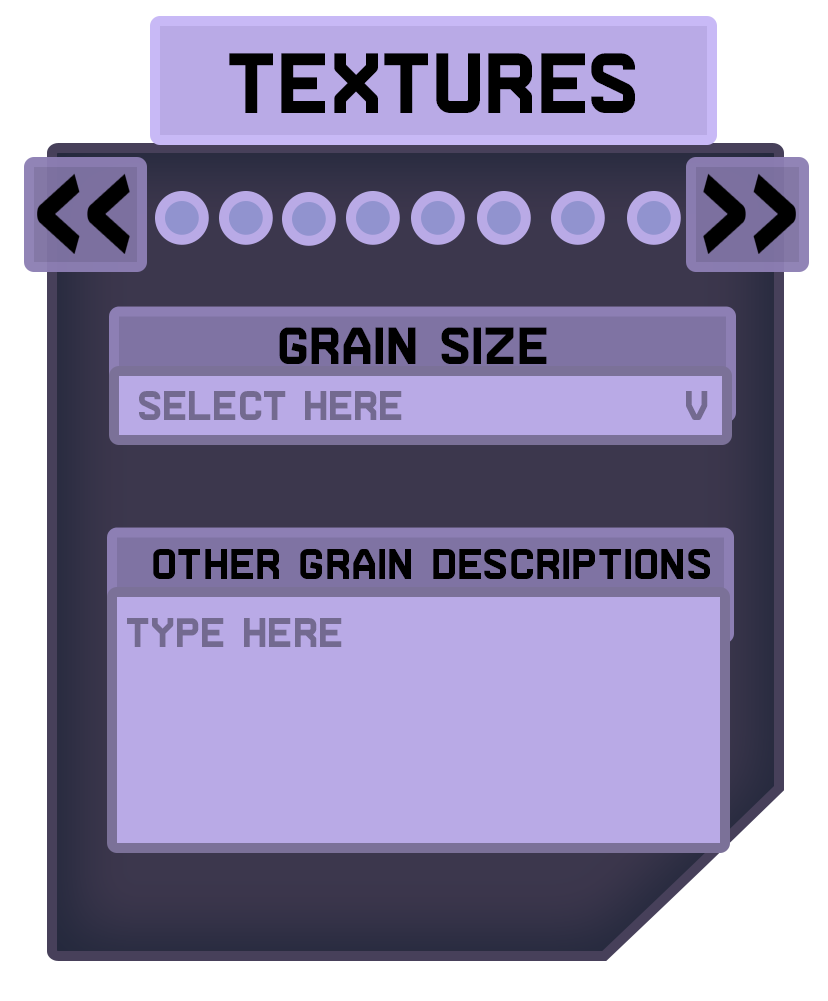 TEXTURES
<< >>
GRAIN SIZE
SELECT HERE V
OTHER GRAIN DESCRIPTIONS
TYPE HERE